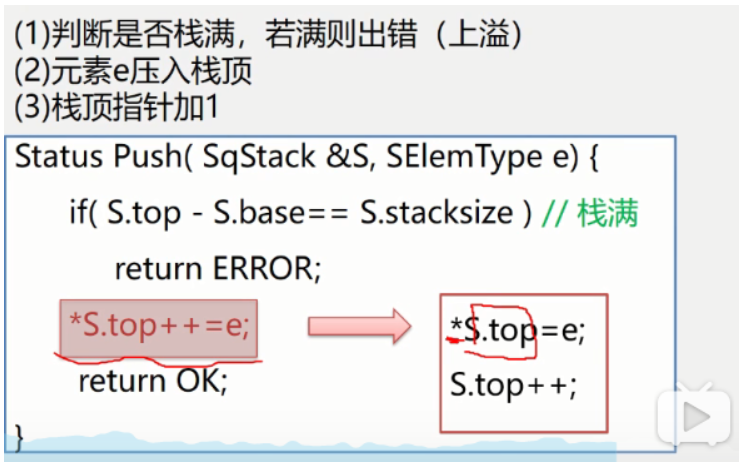 (1)判断是否栈满，若满则出错（上溢）
(2)元素e压入栈顶
(3)栈顶指针加1
Status Push( SqStack &S, SElemType e) {
if( S.top - S.base== S.stacksize ) // 栈满
return ERROR;
*S.top++=e;
*S.top=e;
return OK;
S.top++;
}